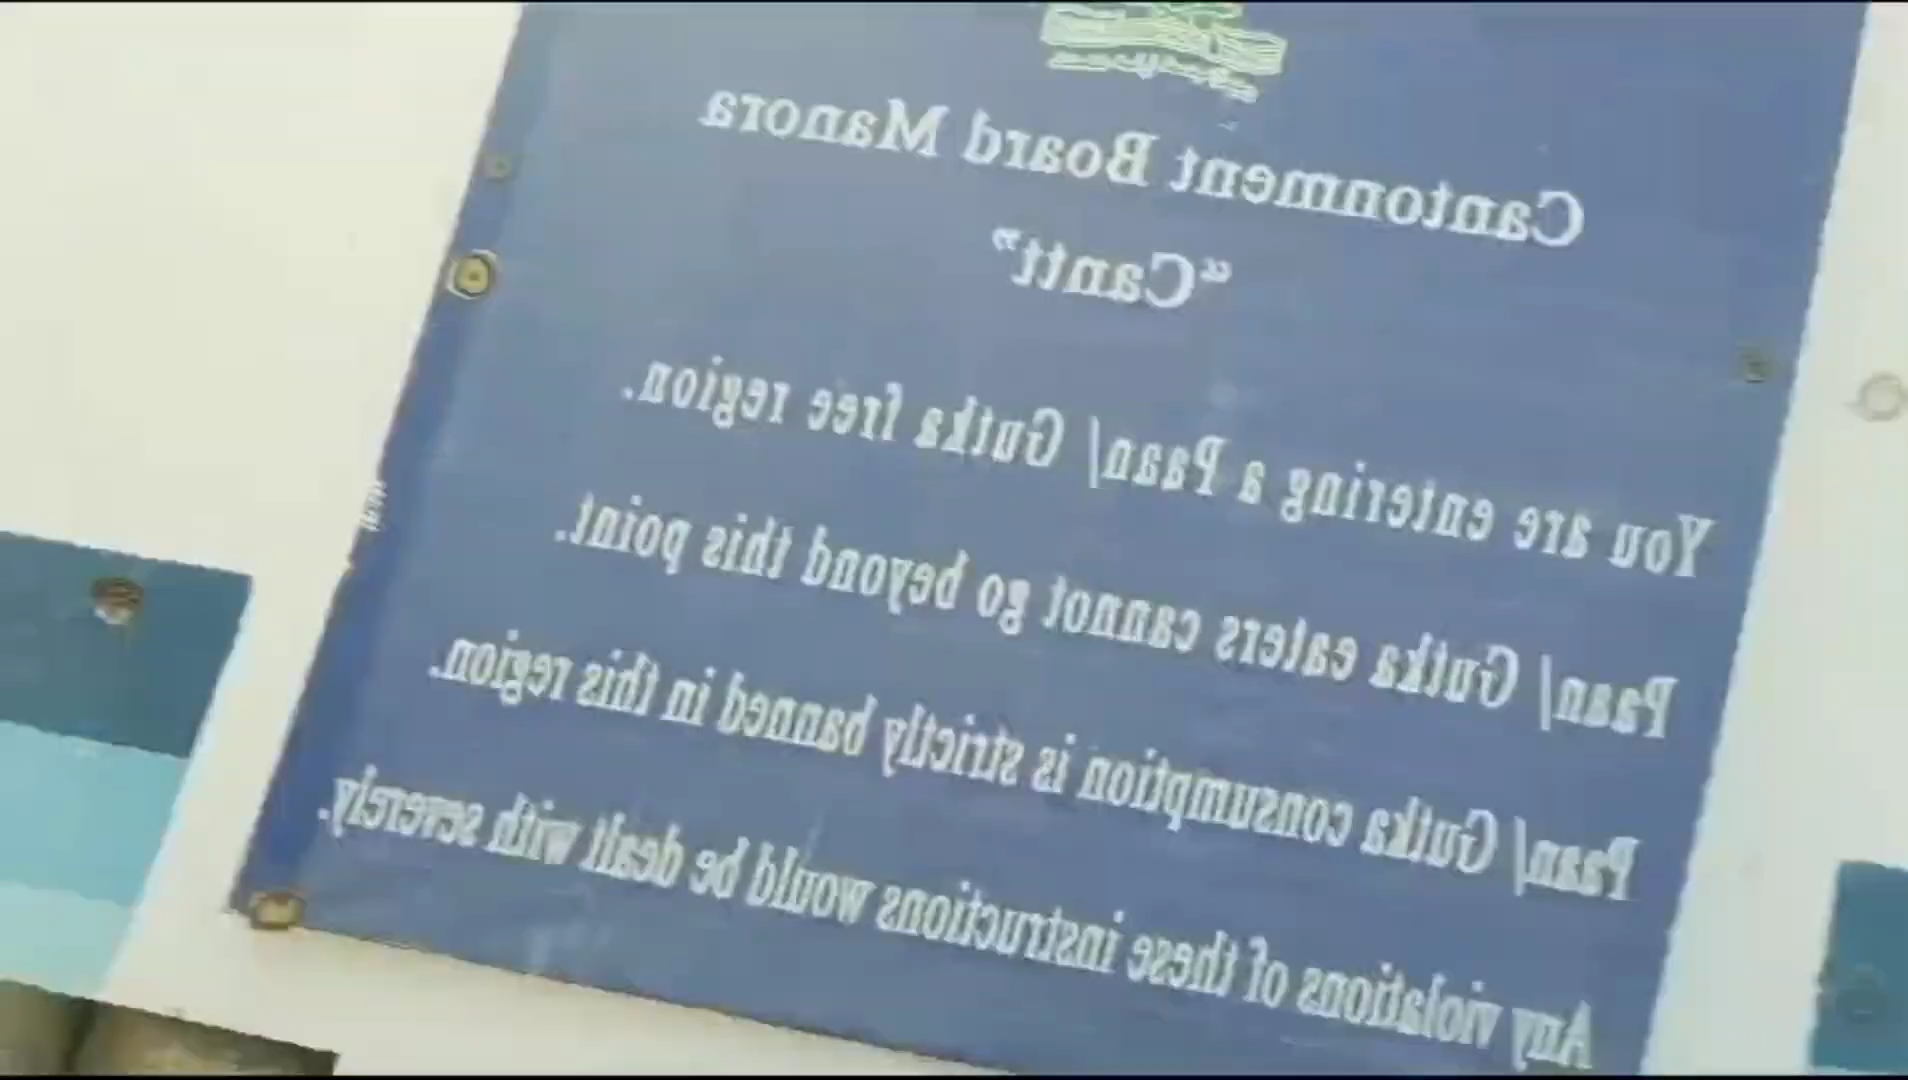 Cantonment Board Manora
“Cantt”
You are entering a Paan/ Gutka free region.
Paan/ Gutka eaters cannot go beyond this point.
Paan/ Gutka consumption is strictly banned in this region.
Any violations of these instructions would be dealt with severely.